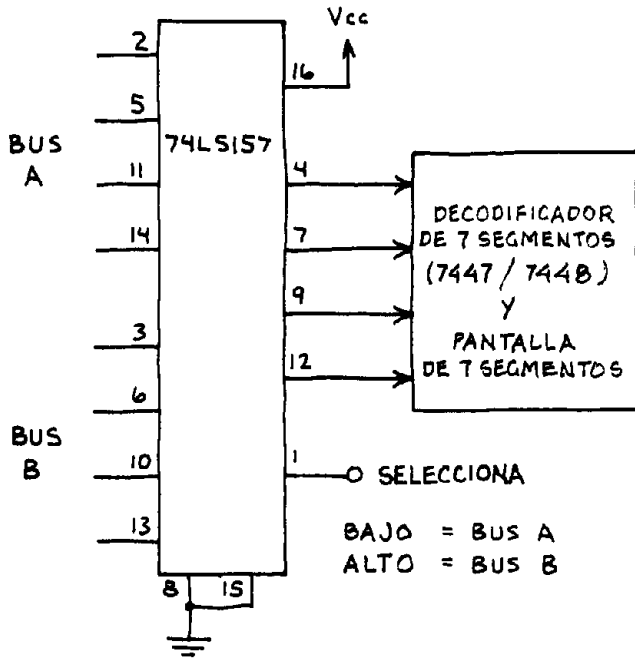 Vcc
2
16
5
74LS157
BUS
A
11
4
14
7
9
3
12
6
BUS
B
10
1
SELECCIONA
13
8
15
DECODIFICADOR
DE 7 SEGMENTOS
(7447 / 7448)
Y
PANTALLA
DE 7 SEGMENTOS
BAJO = BUS A
ALTO = BUS B